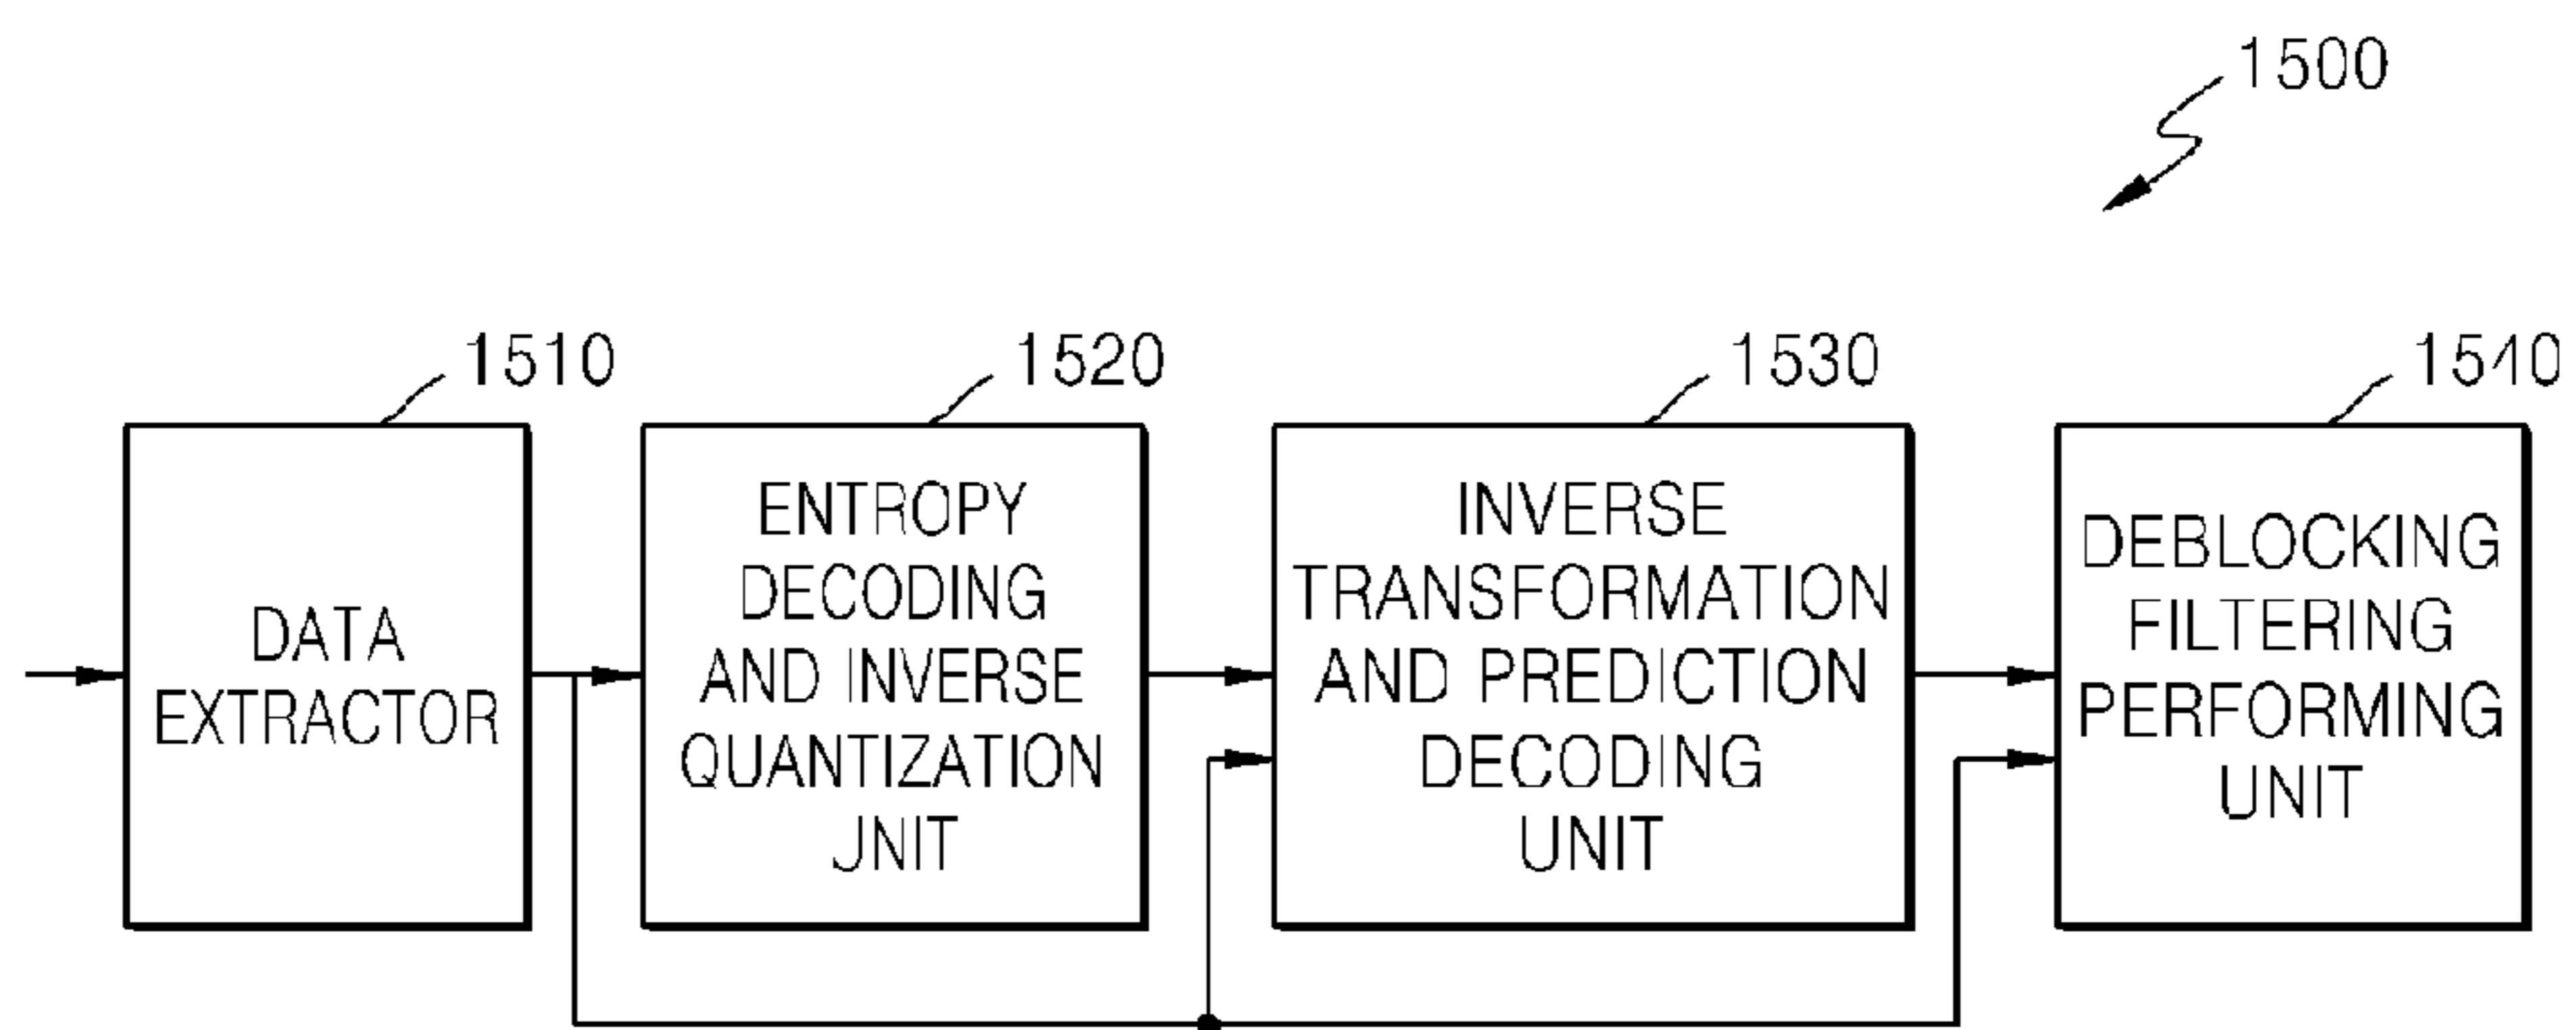 1500
1510
1520
1530
1540
DATA
EXTRACTOR
ENTROPY
DECODING
AND INVERSE
QUANTIZATION
UNIT
INVERSE
TRANSFORMATION
AND PREDICTION
DECODING
UNIT
DEBLOCKING
FILTERING
PERFORMING
UNIT